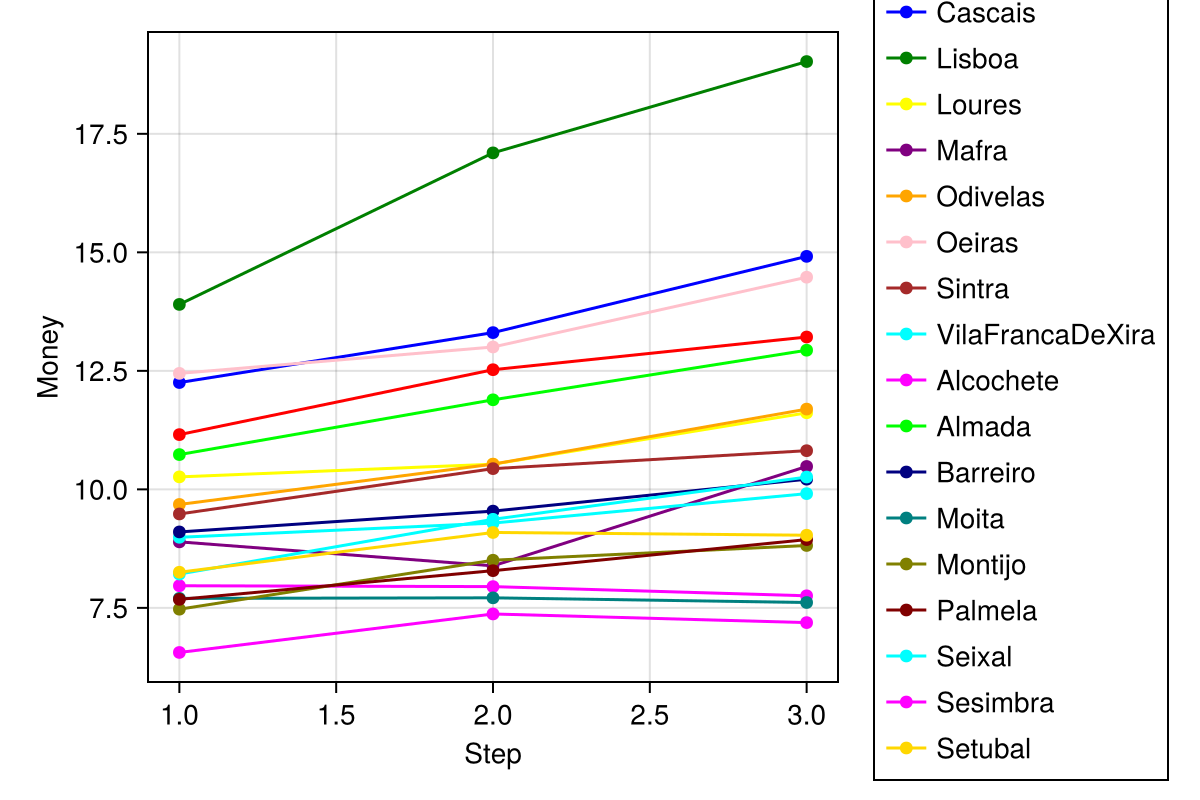 Cascais
Lisboa
Loures
Mafra
Odivelas
Oeiras
Sintra
VilaFrancaDeXira
Alcochete
Almada
Barreiro
Moita
Montijo
Palmela
Seixal
Sesimbra
Setubal
Money
17.5
15.0
12.5
10.0
7.5
1.0 1.5 2.0 2.5 3.0
Step